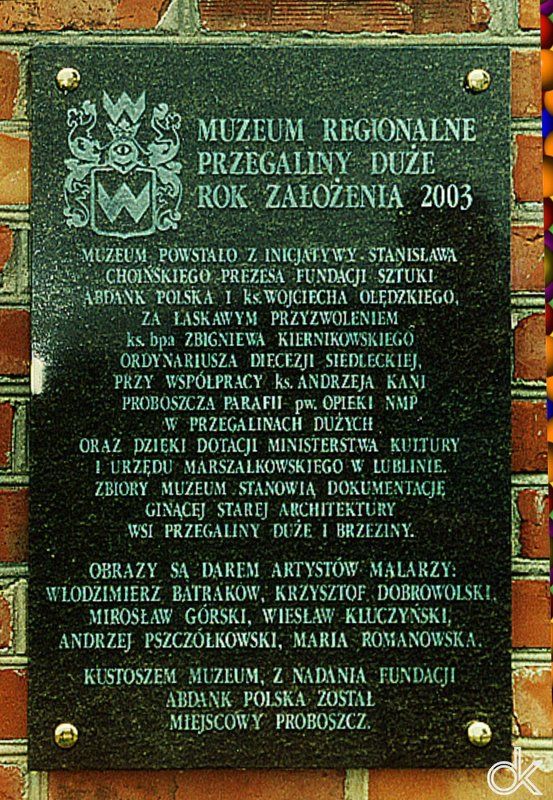 W
W
MUZEUM REGIONALNE
PRZEGALINY DUŻE
ROK ZAŁOŻENIA 2003
MUZEUM POWSTAŁO Z INICJATYWY STANISŁAWA
CHOIŃSKIEGO PREZESA FUNDACJI SZTUKI
ABDANK POLSKA I ks. WOJCIECHA OLĘDZKIEGO,
ZA ŁASKAWYM PRZYZWOLENIEM
ks. bpa ZBIGNIEWA KIERNIKOWSKIEGO
ORDYNARIUSZA DIECEZJI SIEDLECKIEJ,
PRZY WSPÓŁPRACY ks. ANDRZEJA KANI
PROBOSZCZA PARAFII pw. OPIEKI NMP
W PRZEGALINACH DUŻYCH
ORAZ DZIĘKI DOTACJI MINISTERSTWA KULTURY
I URZĘDU MARSZAŁKOWSKIEGO W LUBLINIE.
ZBIORY MUZEUM STANOWIĄ DOKUMENTACJĘ
GINĄCEJ STAREJ ARCHITEKTURY
WSI PRZEGALINY DUŻE I BRZEZINY.
OBRAZY SĄ DAREM ARTYSTÓW MALARZY:
WŁODZIMIERZ BATRAKOW, KRZYSZTOF DOBROWOLSKI,
MIROSŁAW GÓRSKI, WIESŁAW KLUCZYŃSKI,
ANDRZEJ PSZCZÓŁKOWSKI, MARIA ROMANOWSKA.
KUSTOSZEM MUZEUM, Z NADANIA FUNDACJI
ABDANK POLSKA ZOSTAŁ
MIEJSCOWY PROBOSZCZ.
dk